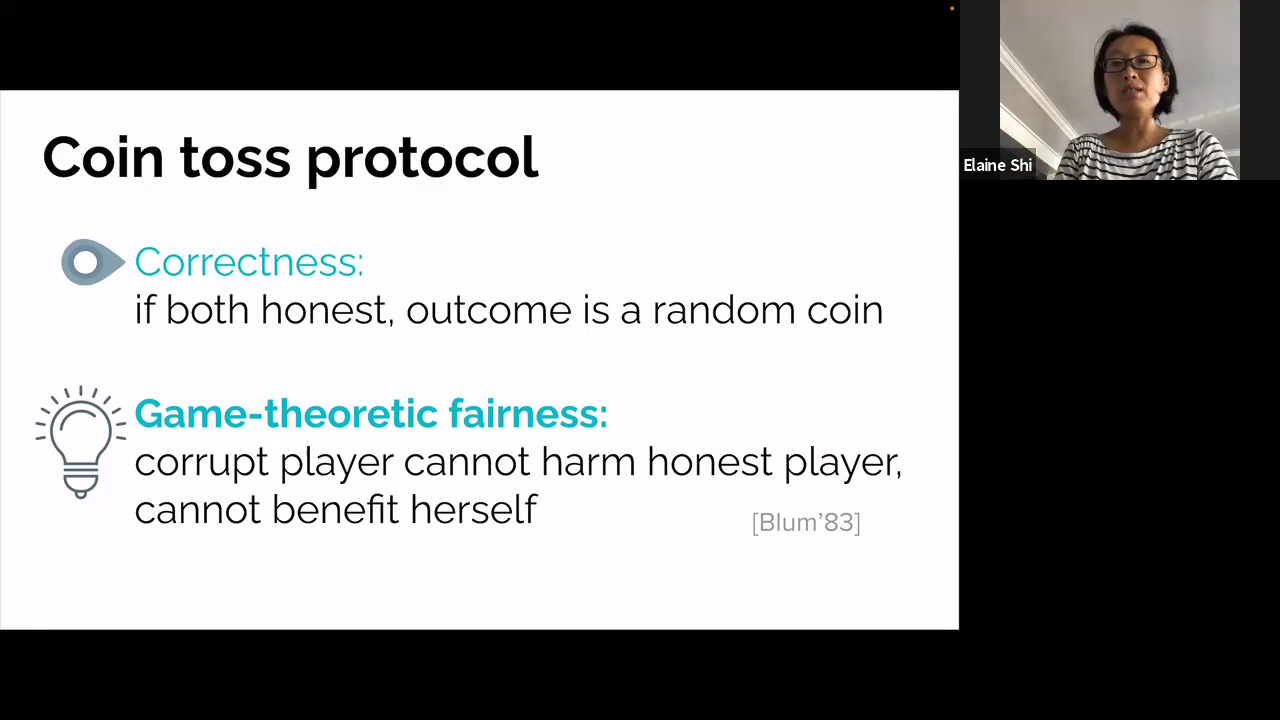 Coin toss protocol
Correctness:
if both honest, outcome is a random coin
Game-theoretic fairness:
corrupt player cannot harm honest player,
cannot benefit herself
[Blum’83]
Elaine Shi